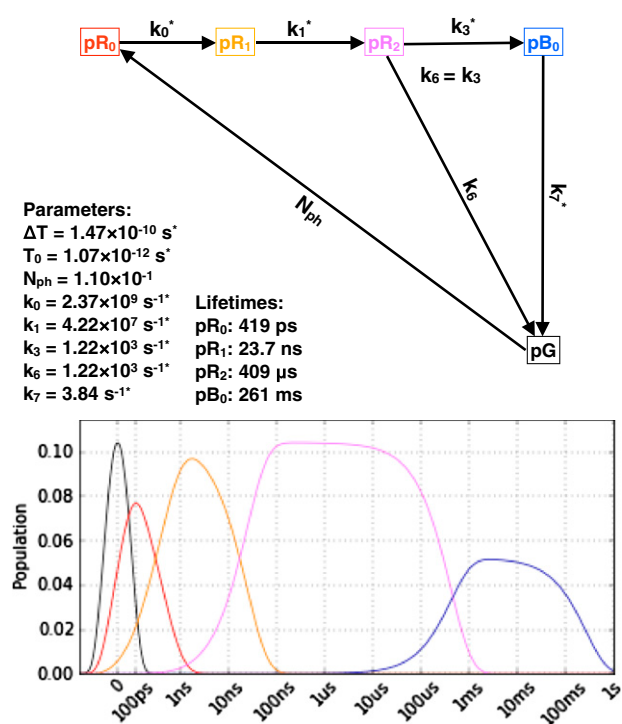 k₀* k₁* k₃*
pR₀ pR₁ pR₂ pB₀
k₆ = k₃
k₆
k₇*
Nₚₕ
Parameters:
ΔT = 1.47×10⁻¹⁰ s*
T₀ = 1.07×10⁻¹² s*
Nₚₕ = 1.10×10⁻¹
k₀ = 2.37×10⁹ s⁻¹*
k₁ = 4.22×10⁷ s⁻¹*
k₃ = 1.22×10³ s⁻¹*
k₆ = 1.22×10³ s⁻¹*
k₇ = 3.84 s⁻¹*
Lifetimes:
pR₀: 419 ps
pR₁: 23.7 ns
pR₂: 409 µs
pB₀: 261 ms
pG
Population
0.10
0.08
0.06
0.04
0.02
0.00
0 100ps 1ns 10ns 100ns 1us 10us 100us 1ms 10ms 100ms 1s